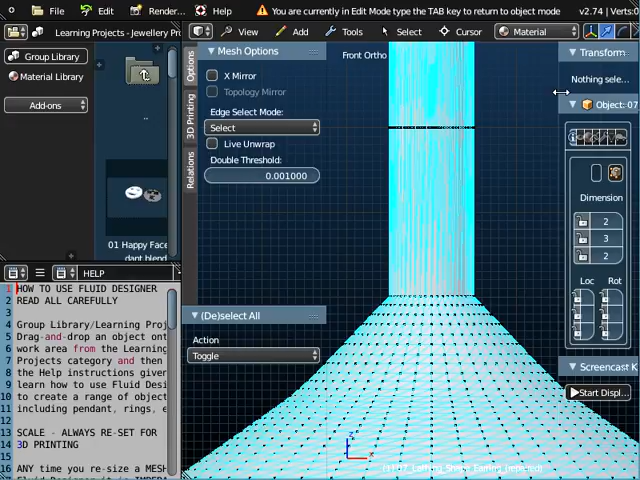 File Edit Render... Help You are currently in Edit Mode type the TAB key to return to object mode v2.74 | Verts:0
Learning Projects - Jewellery Pr
View Add Tools Select Cursor Material
Group Library
Material Library
Add-ons
..
01 Happy Face
dant blend
HELP
1 HOW TO USE FLUID DESIGNER
2 READ ALL CAREFULLY
3
4 Group Library/Learning Proj
5 Drag-and-drop an object ont
6 work area from the Learning
7 Projects category and then
8 the Help instructions given
9 learn how to use Fluid Desi
10 to create a range of object
11 including pendant, rings, e
12
13 SCALE - ALWAYS RE-SET FOR
14 3D PRINTING
15
16 ANY time you re-size a MESH
Options
3D Printing
Relations
Mesh Options
X Mirror
Topology Mirror
Edge Select Mode:
Select
Live Unwrap
Double Threshold:
0.001000
(De)select All
Action
Toggle
Front Ortho
z
x
Transform
Nothing sele...
Object: 07
Dimension
2
3
2
Loc Rot
Screencast K
Start Displ...